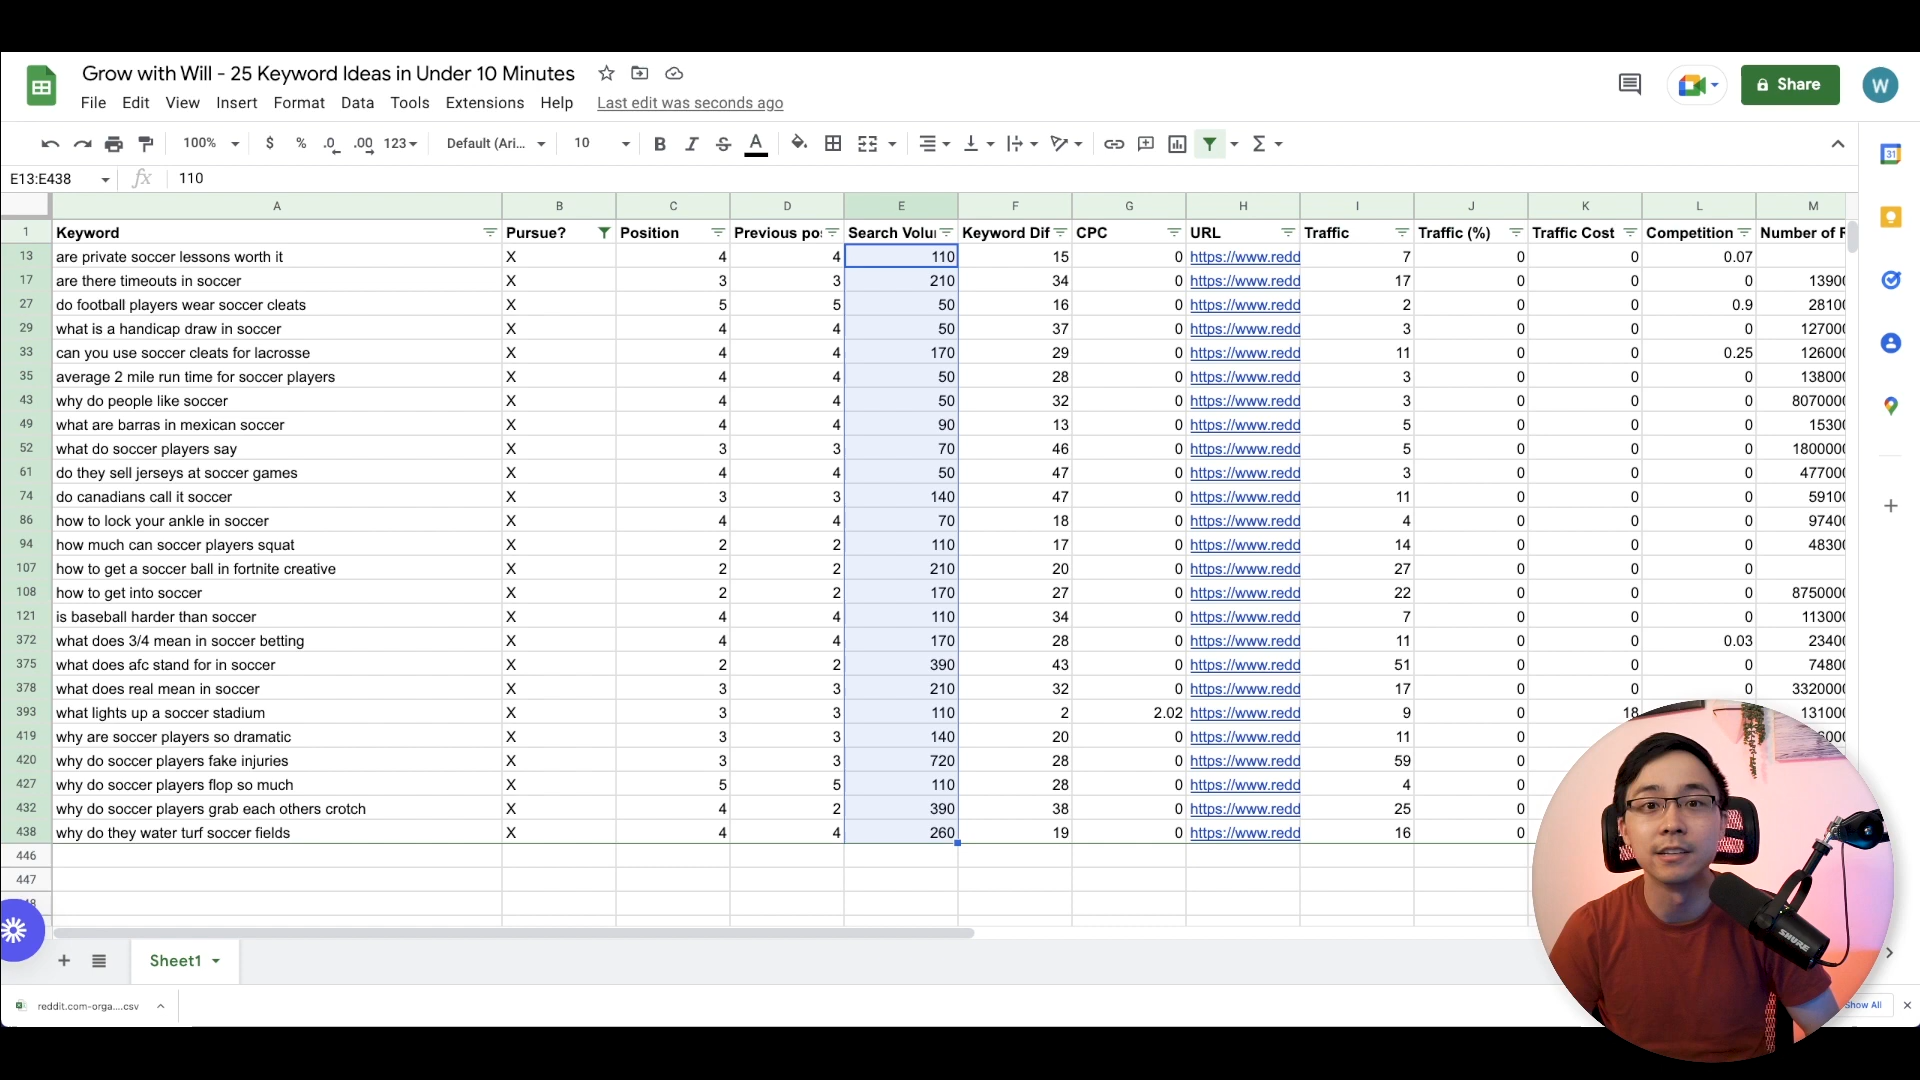 Grow with Will - 25 Keyword Ideas in Under 10 Minutes
File Edit View Insert Format Data Tools Extensions Help Last edit was seconds ago
Share
W
100% $ % .0 .00 123 Default (Ari... 10 B I S A
31
E13:E438 fx 110
A B C D E F G H I J K L M
1 Keyword Pursue? Position Previous po Search Volu Keyword Dif CPC URL Traffic Traffic (%) Traffic Cost Competition Number of R
13 are private soccer lessons worth it X 4 4 110 15 0 https://www.redd 7 0 0 0.07
17 are there timeouts in soccer X 3 3 210 34 0 https://www.redd 17 0 0 0 13900
27 do football players wear soccer cleats X 5 5 50 16 0 https://www.redd 2 0 0 0.9 28100
29 what is a handicap draw in soccer X 4 4 50 37 0 https://www.redd 3 0 0 0 127000
33 can you use soccer cleats for lacrosse X 4 4 170 29 0 https://www.redd 11 0 0 0.25 126000
35 average 2 mile run time for soccer players X 4 4 50 28 0 https://www.redd 3 0 0 0 138000
43 why do people like soccer X 4 4 50 32 0 https://www.redd 3 0 0 0 8070000
49 what are barras in mexican soccer X 4 4 90 13 0 https://www.redd 5 0 0 0 15300
52 what do soccer players say X 3 3 70 46 0 https://www.redd 5 0 0 0 1800000
61 do they sell jerseys at soccer games X 4 4 50 47 0 https://www.redd 3 0 0 0 477000
74 do canadians call it soccer X 3 3 140 47 0 https://www.redd 11 0 0 0 59100
86 how to lock your ankle in soccer X 4 4 70 18 0 https://www.redd 4 0 0 0 97400
94 how much can soccer players squat X 2 2 110 17 0 https://www.redd 14 0 0 0 48300
107 how to get a soccer ball in fortnite creative X 2 2 210 20 0 https://www.redd 27 0 0 0
108 how to get into soccer X 2 2 170 27 0 https://www.redd 22 0 0 0 8750000
121 is baseball harder than soccer X 4 4 110 34 0 https://www.redd 7 0 0 0 113000
372 what does 3/4 mean in soccer betting X 4 4 170 28 0 https://www.redd 11 0 0 0.03 23400
375 what does afc stand for in soccer X 2 2 390 43 0 https://www.redd 51 0 0 0 74800
378 what does real mean in soccer X 3 3 210 32 0 https://www.redd 17 0 0 0 3320000
393 what lights up a soccer stadium X 3 3 110 2 2.02 https://www.redd 9 0 18 131000
419 why are soccer players so dramatic X 3 3 140 20 0 https://www.redd 11 0
420 why do soccer players fake injuries X 3 3 720 28 0 https://www.redd 59 0
427 why do soccer players flop so much X 5 5 110 28 0 https://www.redd 4 0
432 why do soccer players grab each others crotch X 4 2 390 38 0 https://www.redd 25 0
438 why do they water turf soccer fields X 4 4 260 19 0 https://www.redd 16 0
446
447
Sheet1
SHURE
reddit.com-orga....csv
Show All